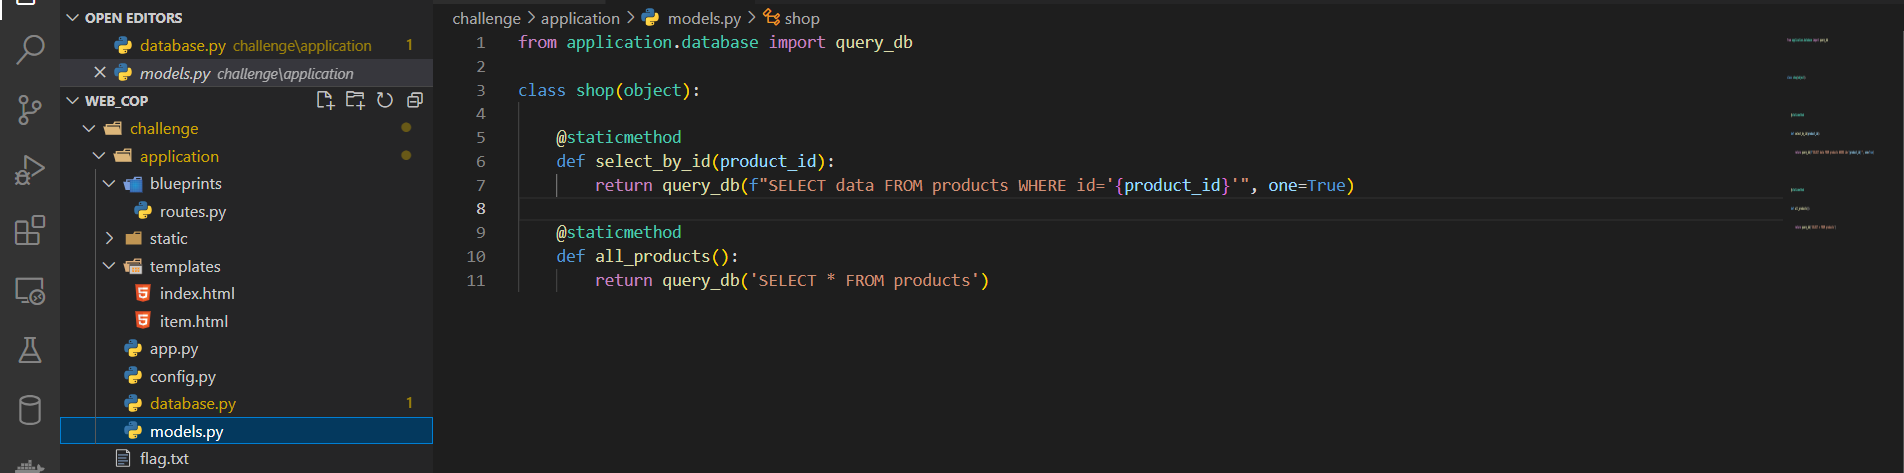 OPEN EDITORS
database.py challenge\application 1
models.py challenge\application
WEB_COP
challenge
application
blueprints
routes.py
static
templates
index.html
item.html
app.py
config.py
database.py 1
models.py
flag.txt
challenge > application > models.py > shop
1 from application.database import query_db
2
3 class shop(object):
4
5 @staticmethod
6 def select_by_id(product_id):
7 return query_db(f"SELECT data FROM products WHERE id='{product_id}'", one=True)
8
9 @staticmethod
10 def all_products():
11 return query_db('SELECT * FROM products')